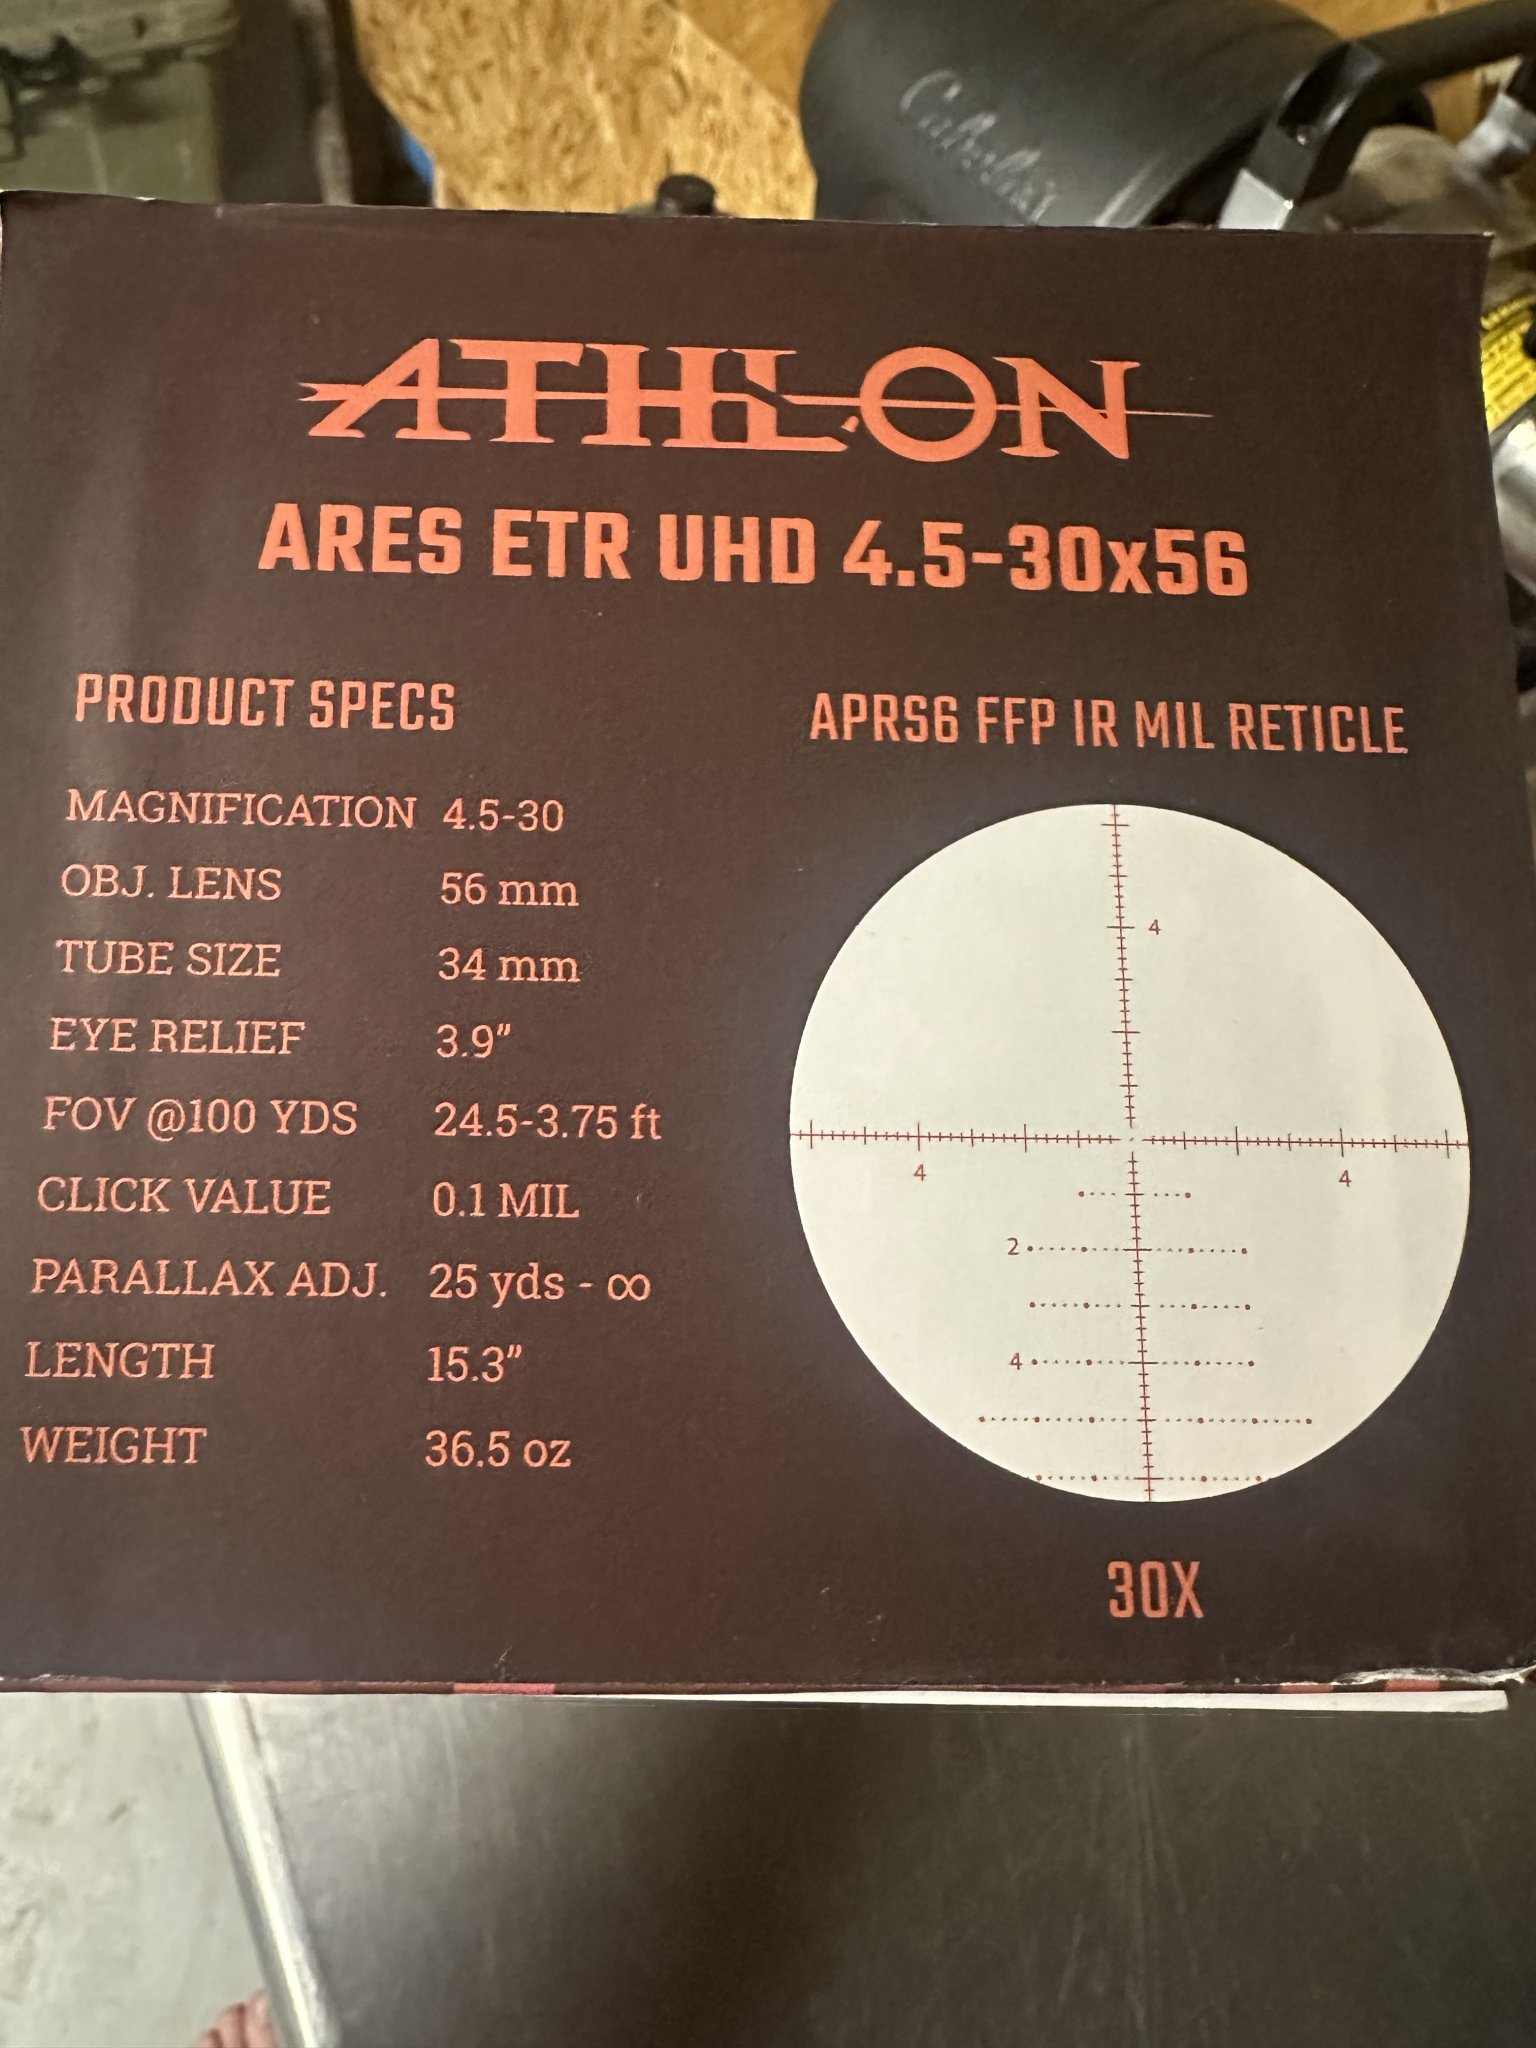 Cabela's
ATHLON
ARES ETR UHD 4.5-30x56
PRODUCT SPECS
MAGNIFICATION 4.5-30
OBJ. LENS 56 mm
TUBE SIZE 34 mm
EYE RELIEF 3.9"
FOV @100 YDS 24.5-3.75 ft
CLICK VALUE 0.1 MIL
PARALLAX ADJ. 25 yds - ∞
LENGTH 15.3"
WEIGHT 36.5 oz
APRS6 FFP IR MIL RETICLE
4
4 4
2
4
30X